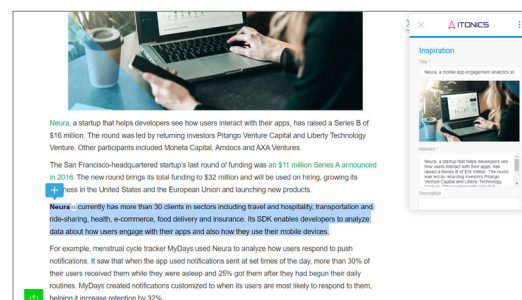 Neura, a startup that helps developers see how users interact with their apps, has raised a Series B of
$16 million. The round was led by returning investors Pitango Venture Capital and Liberty Technology
Venture. Other participants included Moneta Capital, Amdocs and AXA Ventures.
The San Francisco-headquartered startup's last round of funding was an $11 million Series A announced
in 2016. The new round brings its total funding to $32 million and will be used on hiring, growing its
iness in the United States and the European Union and launching new products.
Neura currently has more than 30 clients in sectors including travel and hospitality, transportation and
ride-sharing, health, e-commerce, food delivery and insurance. Its SDK enables developers to analyze
data about how users engage with their apps and also how they use their mobile devices.
For example, menstrual cycle tracker MyDays used Neura to analyze how users respond to push
notifications. It saw that when the app used notifications sent at set times of the day, more than 30% of
their users received them while they were asleep and 25% got them after they had begun their daily
routines. MyDays created notifications customized to when its users are most likely to respond to them,
helping it increase retention by 32%.
ITONICS
Inspiration
Title *
Neura, a mobile app engagement analytics st
Abstract *
Neura, a startup that helps developers see
how users interact with their apps, has
raised a Series B of $16 million. The round
was led by returning investors Pitango
Venture Capital and Liberty Technology
Venture. Other participants included
Description